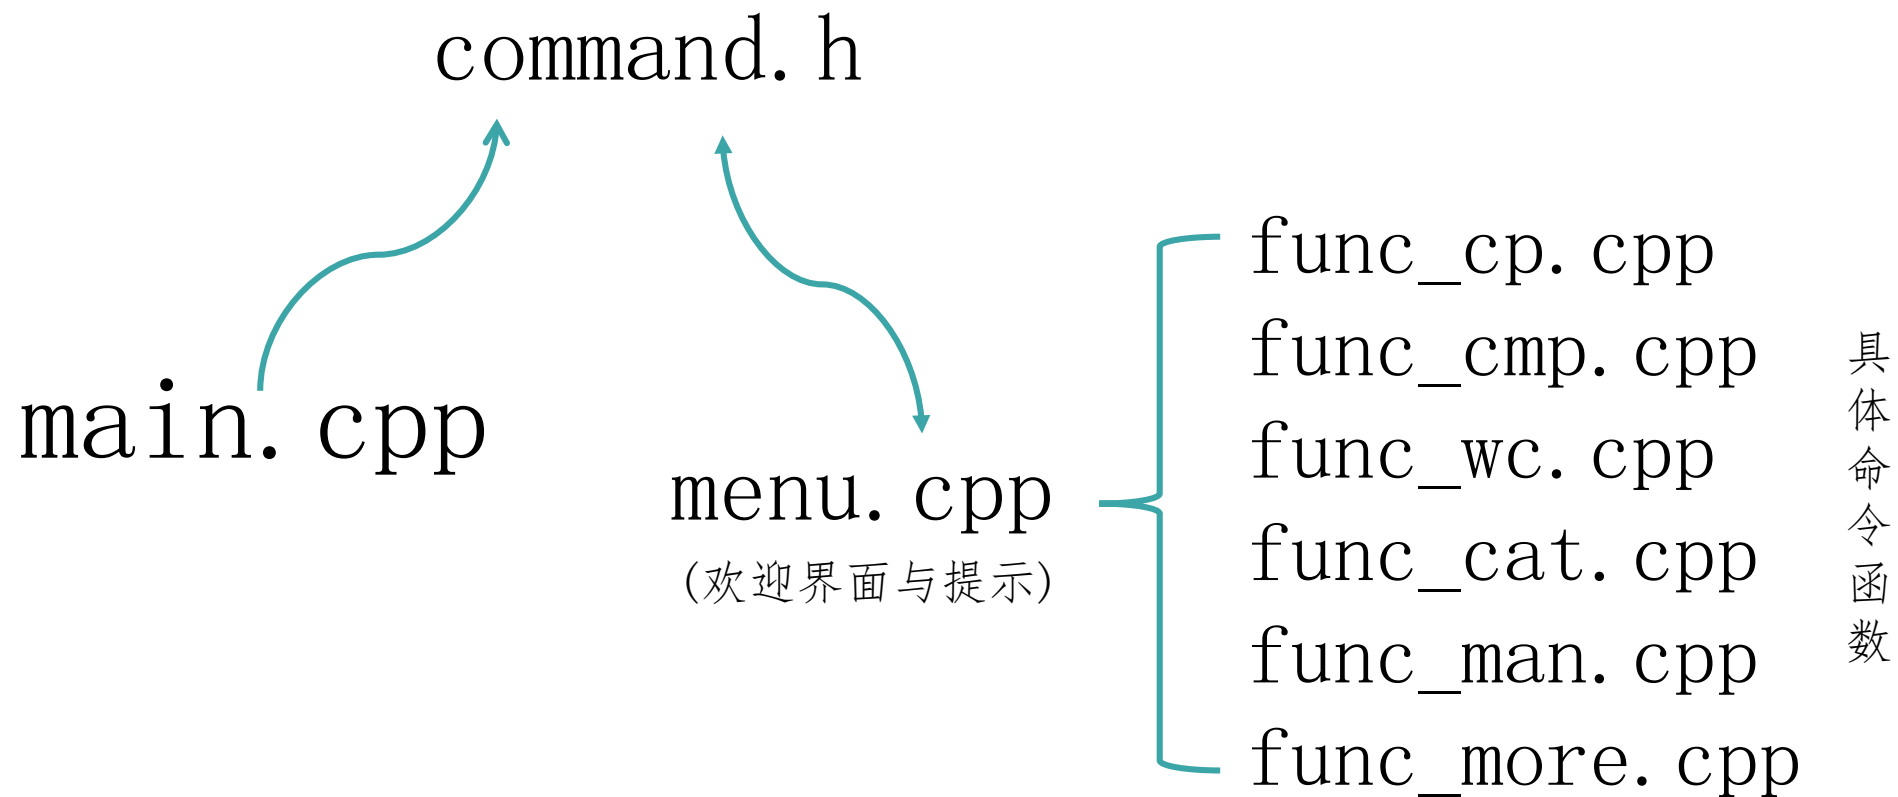 command.h
main.cpp
menu.cpp
(欢迎界面与提示)
func_cp.cpp
func_cmp.cpp
func_wc.cpp
func_cat.cpp
func_man.cpp
func_more.cpp
具体命令函数